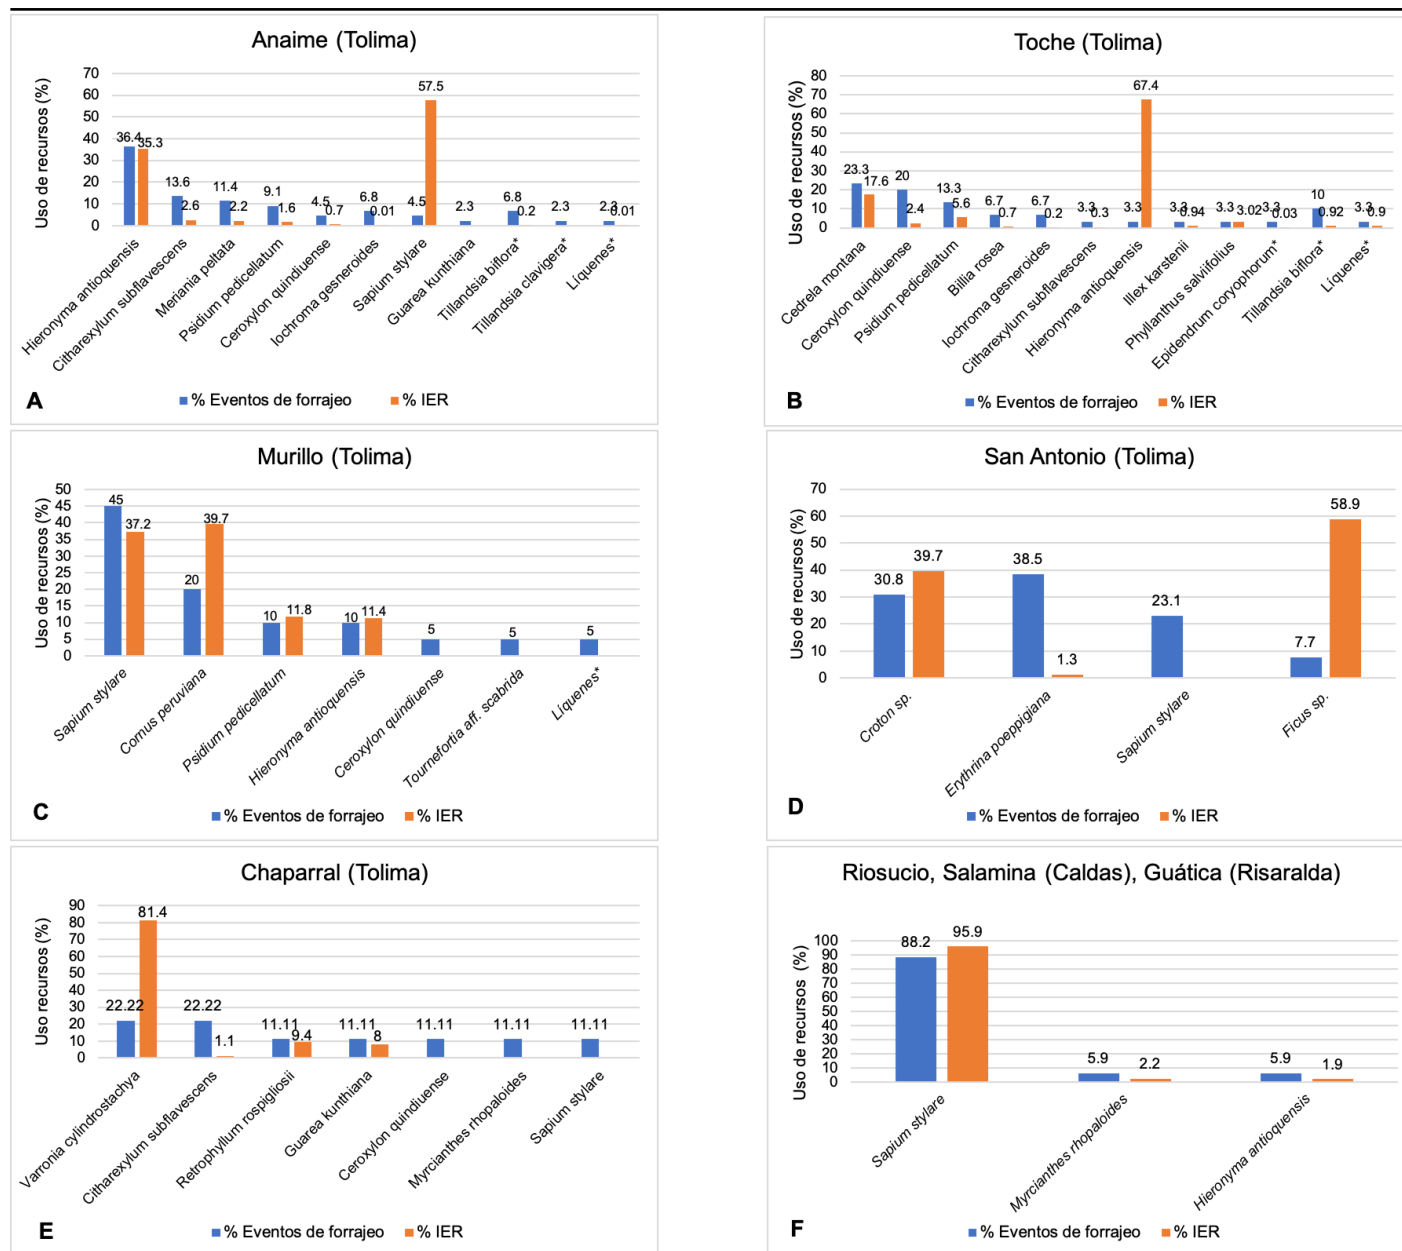 Anaime (Tolima)
Uso de recursos (%)
70
60
50
40
30
20
10
0
36.4 35.3
13.6 2.6
11.4 2.2
9.1 1.6
4.5 0.7
6.8 0.01
4.5 57.5
2.3
6.8 0.2
2.3
2.3 0.01
Hieronyma antioquensis
Citharexylum subflavescens
Meriania peltata
Psidium pedicellatum
Ceroxylon quindiuense
Iochroma gesneroides
Sapium stylare
Guarea kunthiana
Tillandsia biflora*
Tillandsia clavigera*
Líquenes*
% Eventos de forrajeo % IER
A
Toche (Tolima)
Uso de recursos (%)
80
70
60
50
40
30
20
10
0
23.3 17.6
20 2.4
13.3 5.6
6.7 0.7
6.7 0.2
3.3 0.3
3.3 67.4
3.3 0.94
3.3 3.02
3.3 0.03
10 0.92
3.3 0.9
Cedrela montana
Ceroxylon quindiuense
Psidium pedicellatum
Billia rosea
Iochroma gesneroides
Citharexylum subflavescens
Hieronyma antioquensis
Illex karstenii
Phyllanthus salviifolius
Epidendrum coryophorum*
Tillandsia biflora*
Líquenes*
% Eventos de forrajeo % IER
B
Murillo (Tolima)
Uso de recursos (%)
50
45
40
35
30
25
20
15
10
5
0
45 37.2
20 39.7
10 11.8
10 11.4
5
5
5
Sapium stylare
Cornus peruviana
Psidium pedicellatum
Hieronyma antioquensis
Ceroxylon quindiuense
Tournefortia aff. scabrida
Líquenes*
% Eventos de forrajeo % IER
C
San Antonio (Tolima)
Uso de recursos (%)
70
60
50
40
30
20
10
0
30.8 39.7
38.5 1.3
23.1
7.7 58.9
Croton sp.
Erythrina poeppigiana
Sapium stylare
Ficus sp.
% Eventos de forrajeo % IER
D
Chaparral (Tolima)
Uso recursos (%)
90
80
70
60
50
40
30
20
10
0
22.22 81.4
22.22 1.1
11.11 9.4
11.11 8
11.11
11.11
11.11
Varronia cylindrostachya
Citharexylum subflavescens
Retrophyllum rospigliosii
Guarea kunthiana
Ceroxylon quindiuense
Myrcianthes rhopaloides
Sapium stylare
% Eventos de forrajeo % IER
E
Riosucio, Salamina (Caldas), Guática (Risaralda)
Uso de recursos (%)
100
90
80
70
60
50
40
30
20
10
0
88.2 95.9
5.9 2.2
5.9 1.9
Sapium stylare
Myrcianthes rhopaloides
Hieronyma antioquensis
% Eventos de forrajeo % IER
F